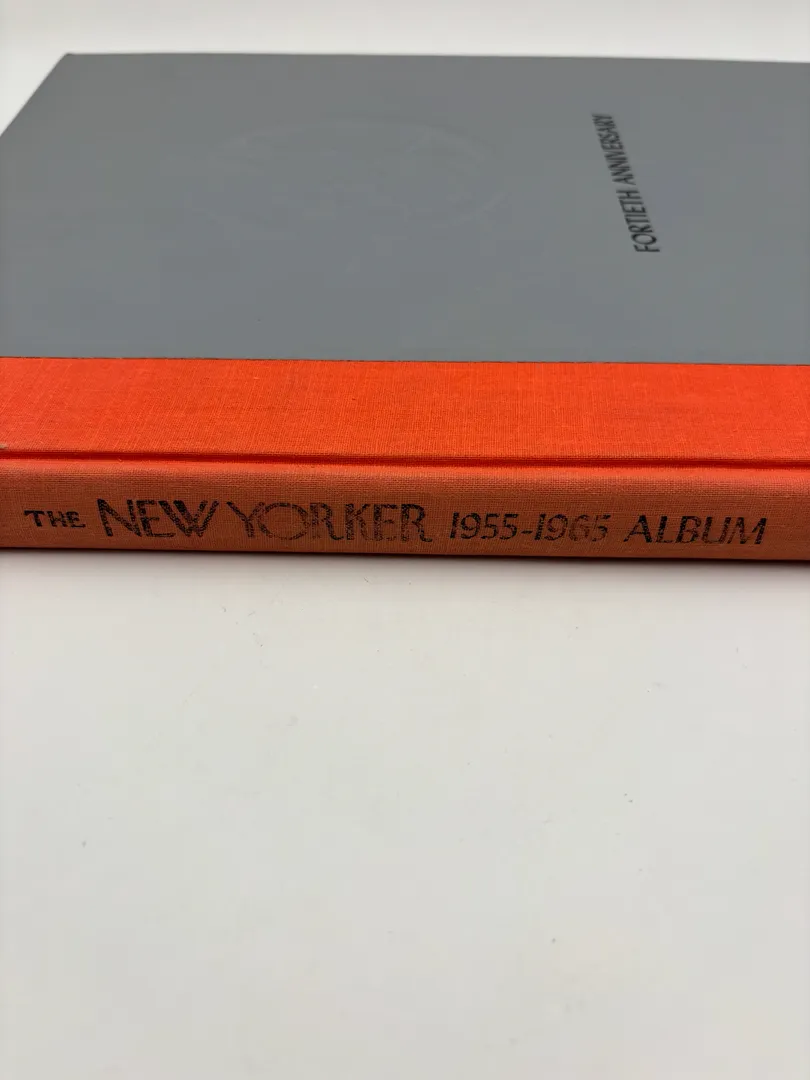 FORTIETH ANNIVERSARY
THE NEW YORKER 1955-1965 ALBUM